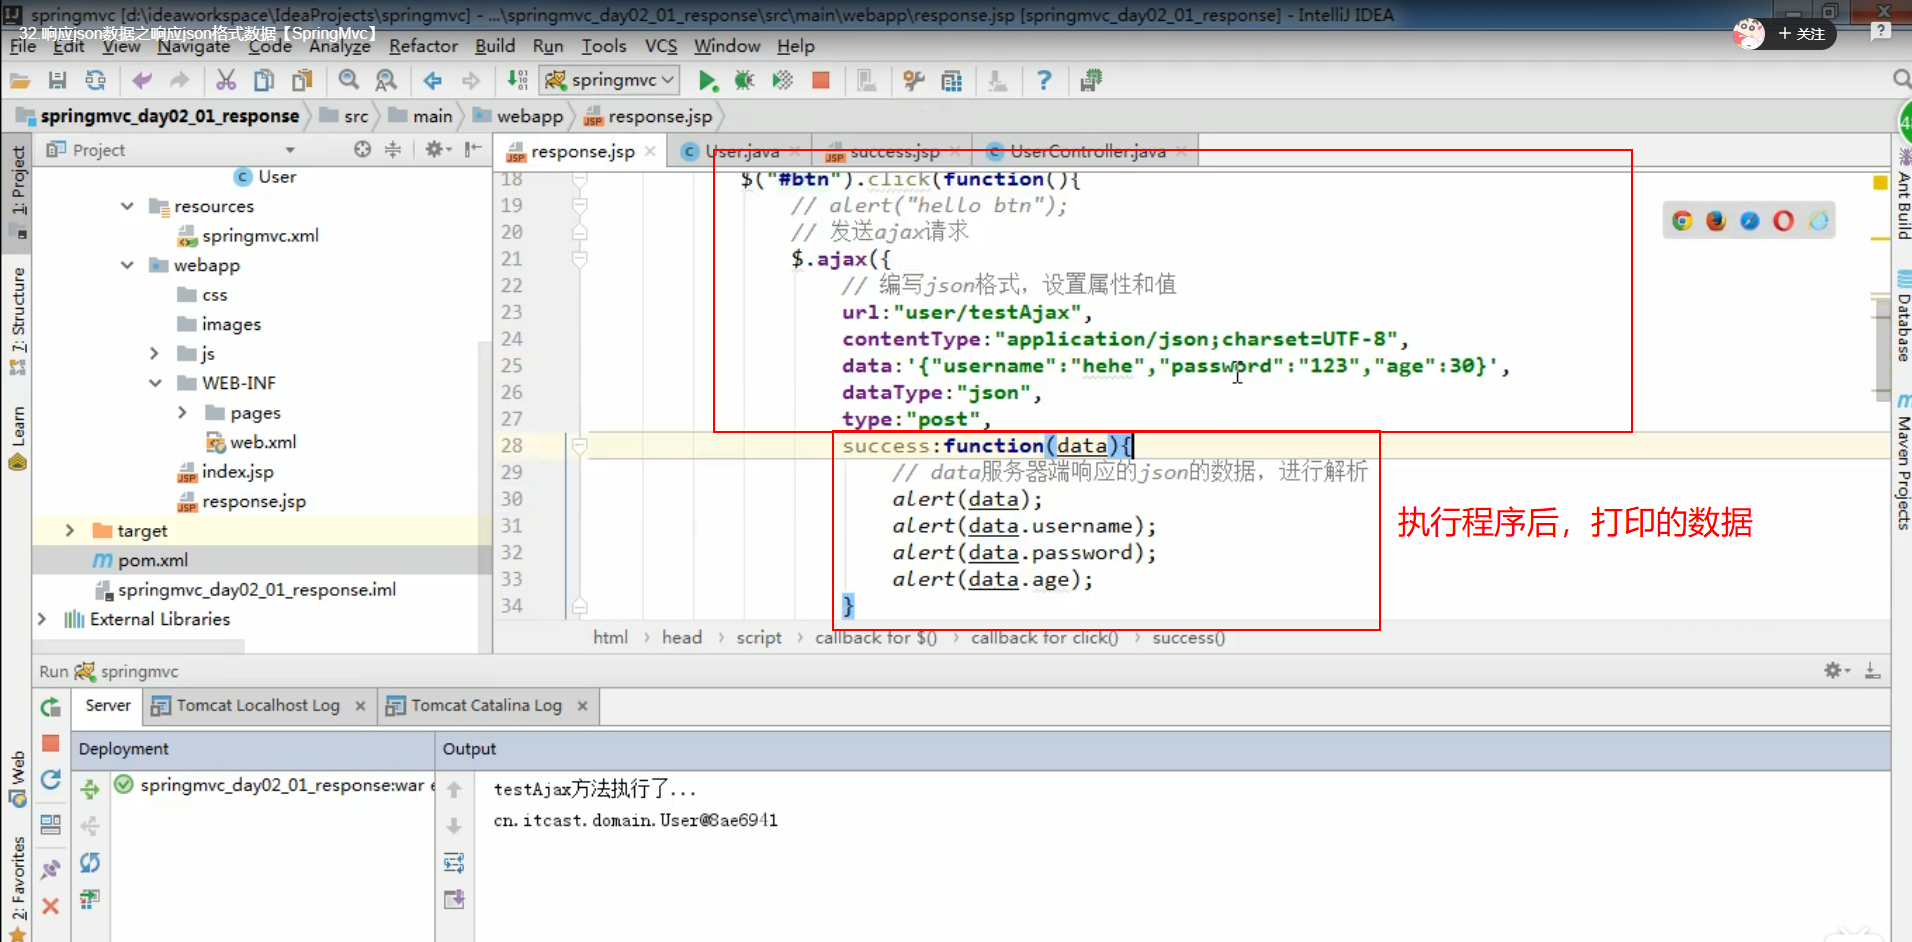 springmvc [d:\ideaworkspace\IdeaProjects\springmvc] - ...\springmvc_day02_01_response\src\main\webapp\response.jsp [springmvc_day02_01_response] - IntelliJ IDEA
32.响应json数据之响应json格式数据【SpringMvc】
+ 关注
File Edit View Navigate Code Analyze Refactor Build Run Tools VCS Window Help
springmvc
springmvc_day02_01_response src main webapp response.jsp
Project
response.jsp User.java success.jsp UserController.java
1: Project
7: Structure
Learn
Web
2: Favorites
User
resources
springmvc.xml
webapp
css
images
js
WEB-INF
pages
web.xml
index.jsp
response.jsp
target
pom.xml
springmvc_day02_01_response.iml
External Libraries
18 $("#btn").click(function(){
19 // alert("hello btn");
20 // 发送ajax请求
21 $.ajax({
22 // 编写json格式，设置属性和值
23 url:"user/testAjax",
24 contentType:"application/json;charset=UTF-8",
25 data:'{"username":"hehe","password":"123","age":30}',
26 dataType:"json",
27 type:"post",
28 success:function(data){
29 // data服务器端响应的json的数据，进行解析
30 alert(data);
31 alert(data.username);
32 alert(data.password);
33 alert(data.age);
34 }
执行程序后，打印的数据
html head script callback for $() callback for click() success()
Ant Build
Database
Maven Projects
Run springmvc
Server Tomcat Localhost Log Tomcat Catalina Log
Deployment
Output
springmvc_day02_01_response:war e
testAjax方法执行了...
cn.itcast.domain.User@8ae6941